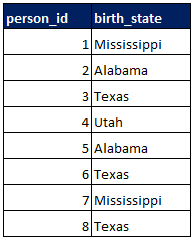 person_id birth_state
1 Mississippi
2 Alabama
3 Texas
4 Utah
5 Alabama
6 Texas
7 Mississippi
8 Texas